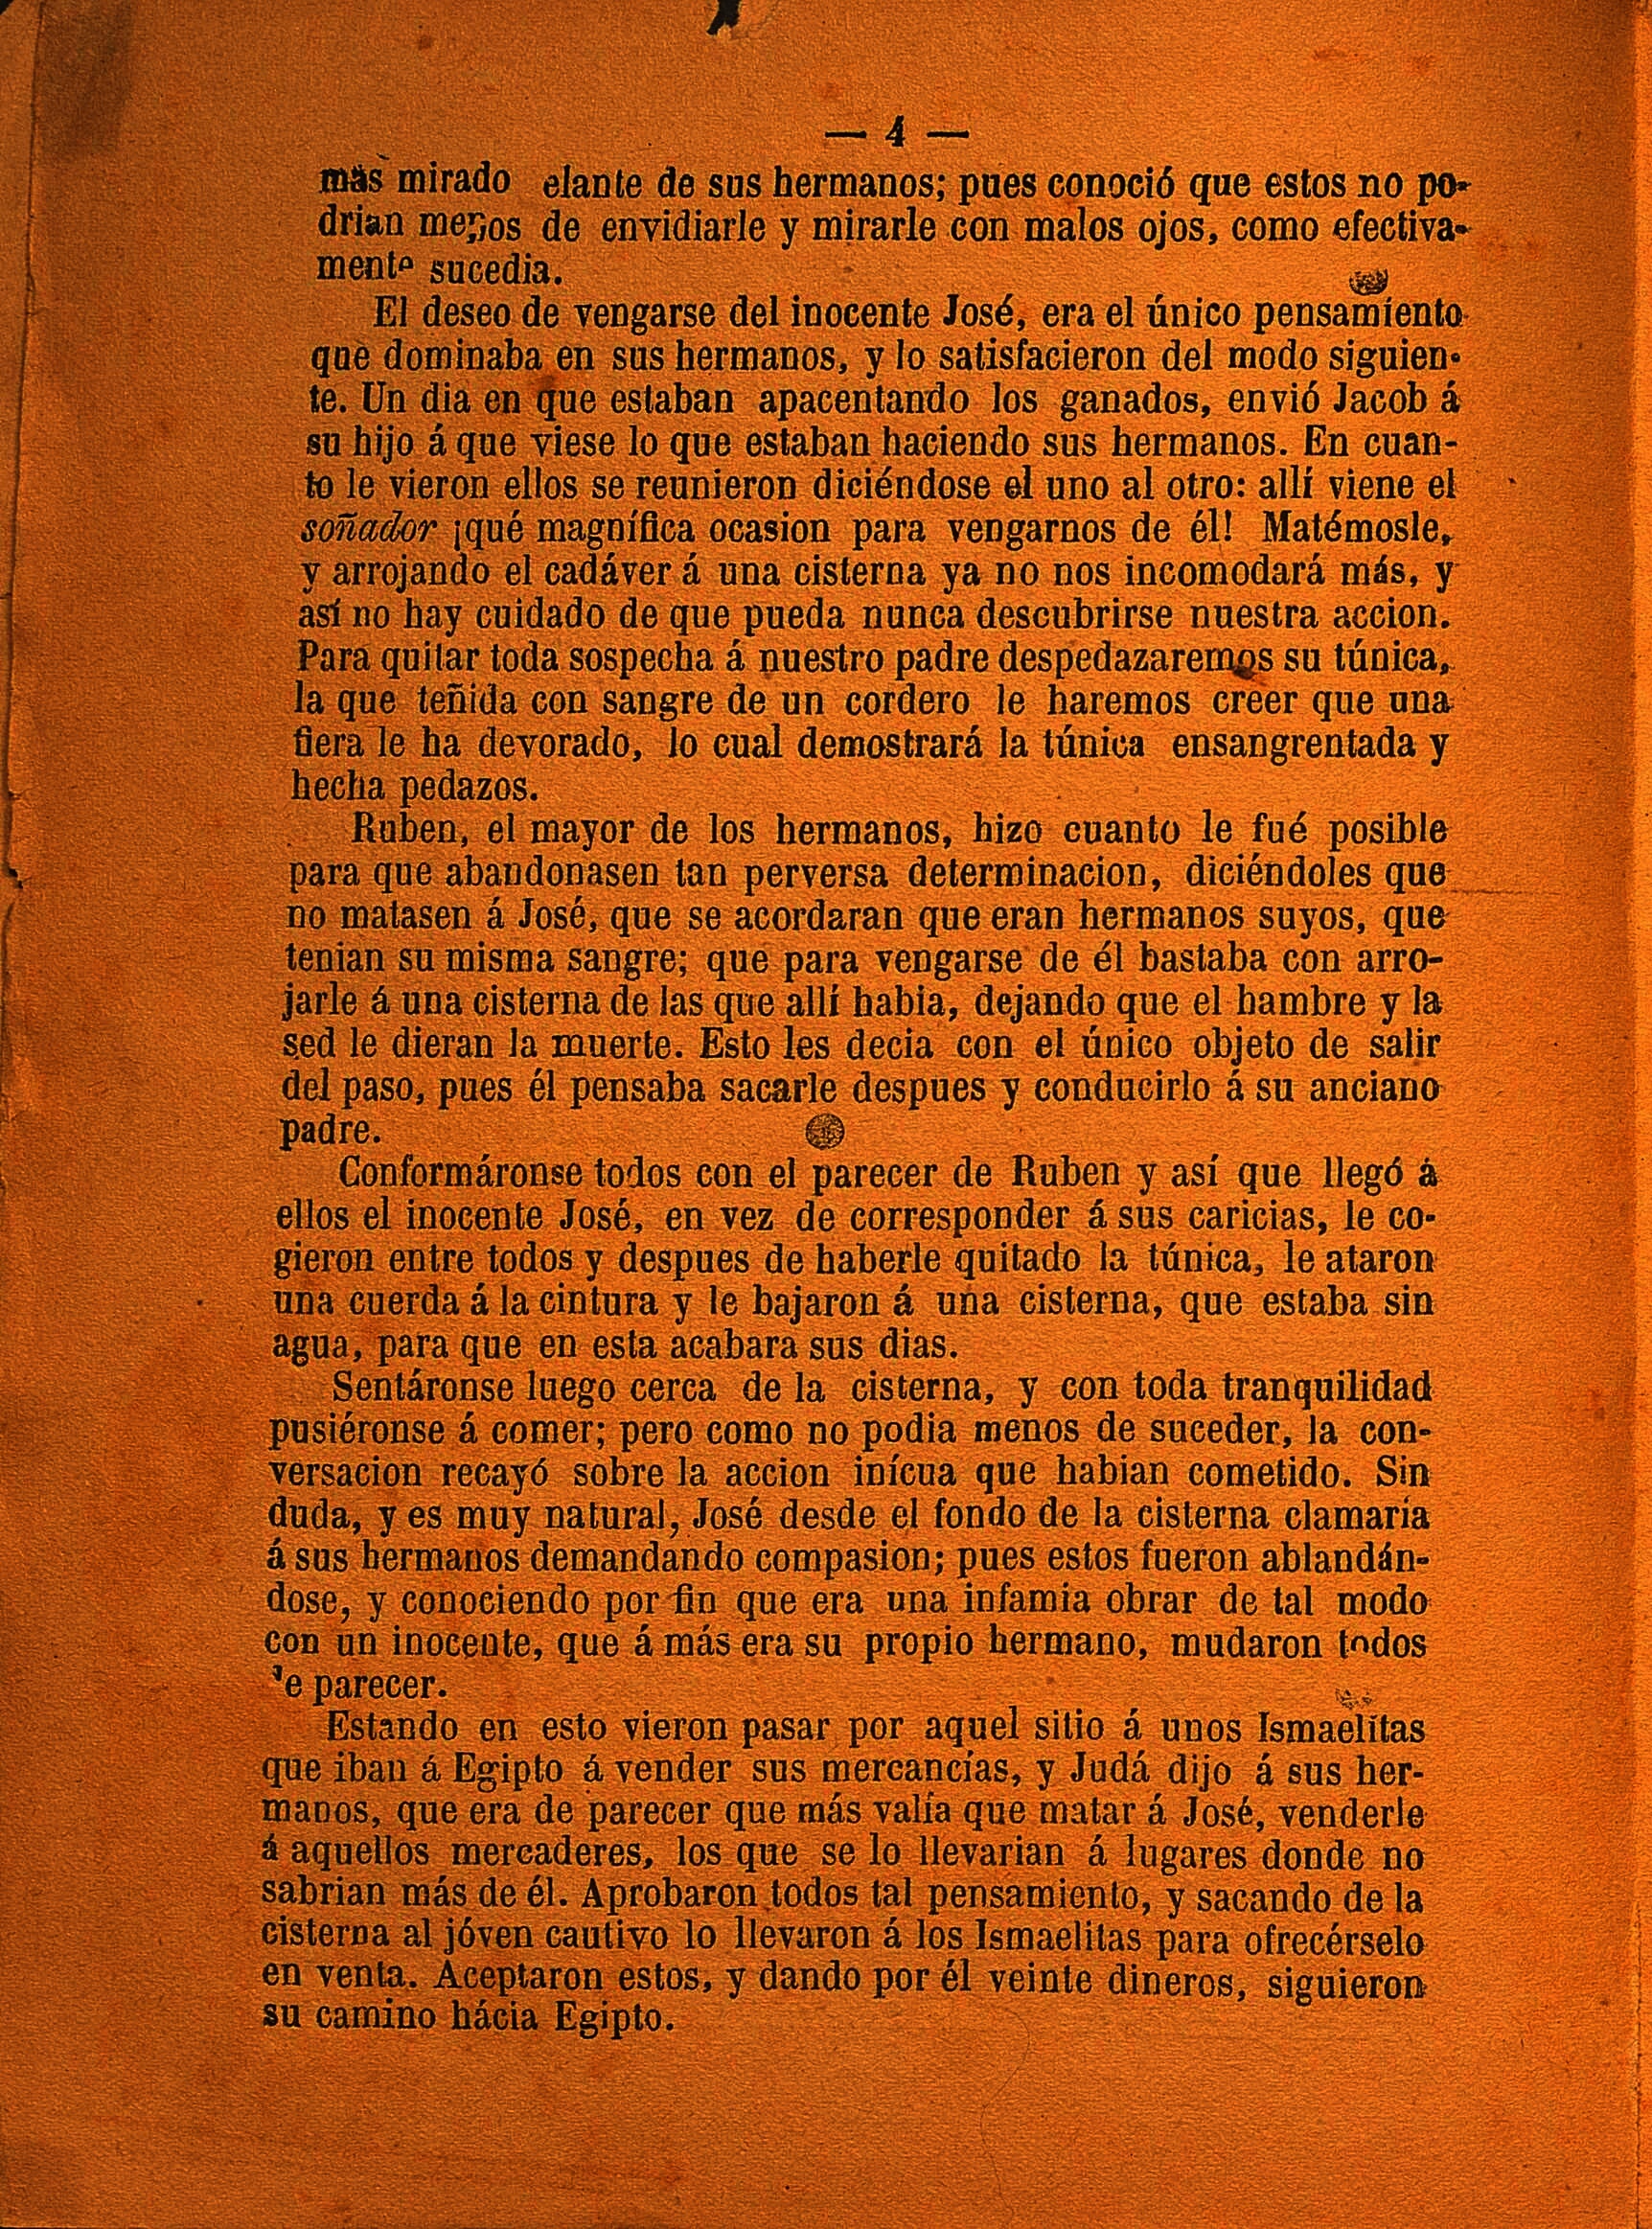 — 4 —
más mirado elante de sus hermanos; pues conoció que estos no po-
drian menos de envidiarle y mirarle con malos ojos, como efectiva-
mente sucedia.
El deseo de vengarse del inocente José, era el único pensamiento
que dominaba en sus hermanos, y lo satisfacieron del modo siguien-
te. Un dia en que estaban apacentando los ganados, envió Jacob á
su hijo á que viese lo que estaban haciendo sus hermanos. En cuan-
to le vieron ellos se reunieron diciéndose el uno al otro: allí viene el
soñador ¡qué magnífica ocasion para vengarnos de él! Matémosle,
y arrojando el cadáver á una cisterna ya no nos incomodará más, y
así no hay cuidado de que pueda nunca descubrirse nuestra accion.
Para quitar toda sospecha á nuestro padre despedazaremos su túnica,
la que teñida con sangre de un cordero le haremos creer que una
fiera le ha devorado, lo cual demostrará la túnica ensangrentada y
hecha pedazos.
Ruben, el mayor de los hermanos, hizo cuanto le fué posible
para que abandonasen tan perversa determinacion, diciéndoles que
no matasen á José, que se acordaran que eran hermanos suyos, que
tenian su misma sangre; que para vengarse de él bastaba con arro-
jarle á una cisterna de las que allí habia, dejando que el hambre y la
sed le dieran la muerte. Esto les decia con el único objeto de salir
del paso, pues él pensaba sacarle despues y conducirlo á su anciano
padre.
Conformáronse todos con el parecer de Ruben y así que llegó á
ellos el inocente José, en vez de corresponder á sus caricias, le co-
gieron entre todos y despues de haberle quitado la túnica, le ataron
una cuerda á la cintura y le bajaron á una cisterna, que estaba sin
agua, para que en esta acabara sus dias.
Sentáronse luego cerca de la cisterna, y con toda tranquilidad
pusiéronse á comer; pero como no podia menos de suceder, la con-
versacion recayó sobre la accion inícua que habian cometido. Sin
duda, y es muy natural, José desde el fondo de la cisterna clamaría
á sus hermanos demandando compasion; pues estos fueron ablandán-
dose, y conociendo por fin que era una infamia obrar de tal modo
con un inocente, que á más era su propio hermano, mudaron todos
de parecer.
Estando en esto vieron pasar por aquel sitio á unos Ismaelitas
que iban á Egipto á vender sus mercancías, y Judá dijo á sus her-
manos, que era de parecer que más valía que matar á José, venderle
á aquellos mercaderes, los que se lo llevarian á lugares donde no
sabrian más de él. Aprobaron todos tal pensamiento, y sacando de la
cisterna al jóven cautivo lo llevaron á los Ismaelitas para ofrecérselo
en venta. Aceptaron estos, y dando por él veinte dineros, siguieron
su camino hácia Egipto.